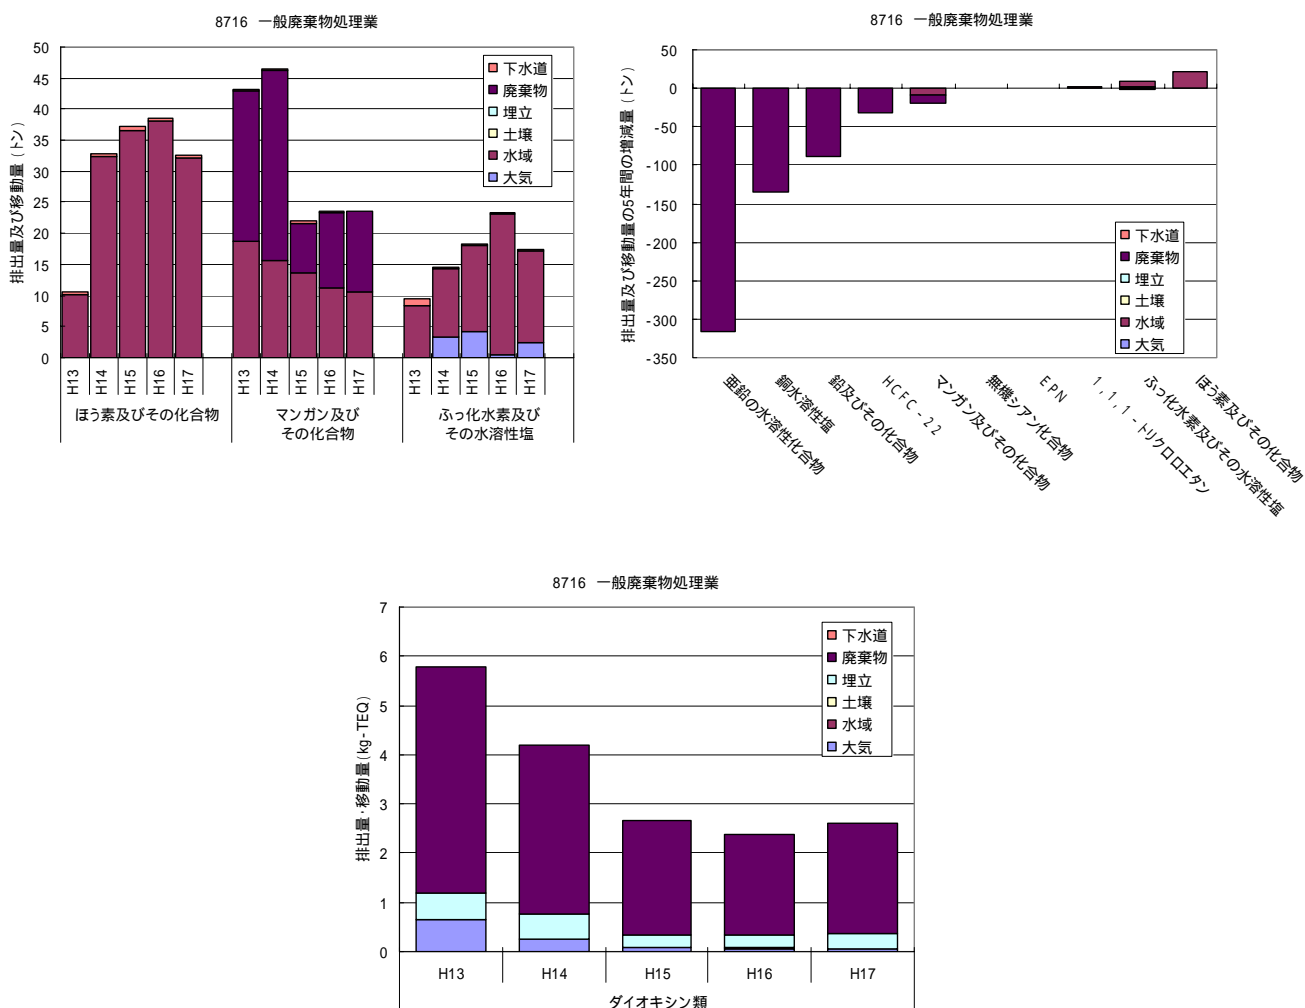 8716 一般廃棄物処理業
排出量及び移動量(トン)
50
45
40
35
30
25
20
15
10
5
0
下水道
廃棄物
埋立
土壌
水域
大気
H13
H14
H15
H16
H17
H13
H14
H15
H16
H17
H13
H14
H15
H16
H17
ほう素及びその化合物
マンガン及び
その化合物
ふっ化水素及び
その水溶性塩
8716 一般廃棄物処理業
排出量及び移動量の5年間の増減量(トン)
50
0
-50
-100
-150
-200
-250
-300
-350
下水道
廃棄物
埋立
土壌
水域
大気
亜鉛の水溶性化合物
銅水溶性塩
鉛及びその化合物
HCFC-22
マンガン及びその化合物
無機シアン化合物
EPN
1,1,1-トリクロロエタン
ふっ化水素及びその水溶性塩
ほう素及びその化合物
8716 一般廃棄物処理業
排出量・移動量(kg-TEQ)
7
6
5
4
3
2
1
0
下水道
廃棄物
埋立
土壌
水域
大気
H13 H14 H15 H16 H17
ダイオキシン類